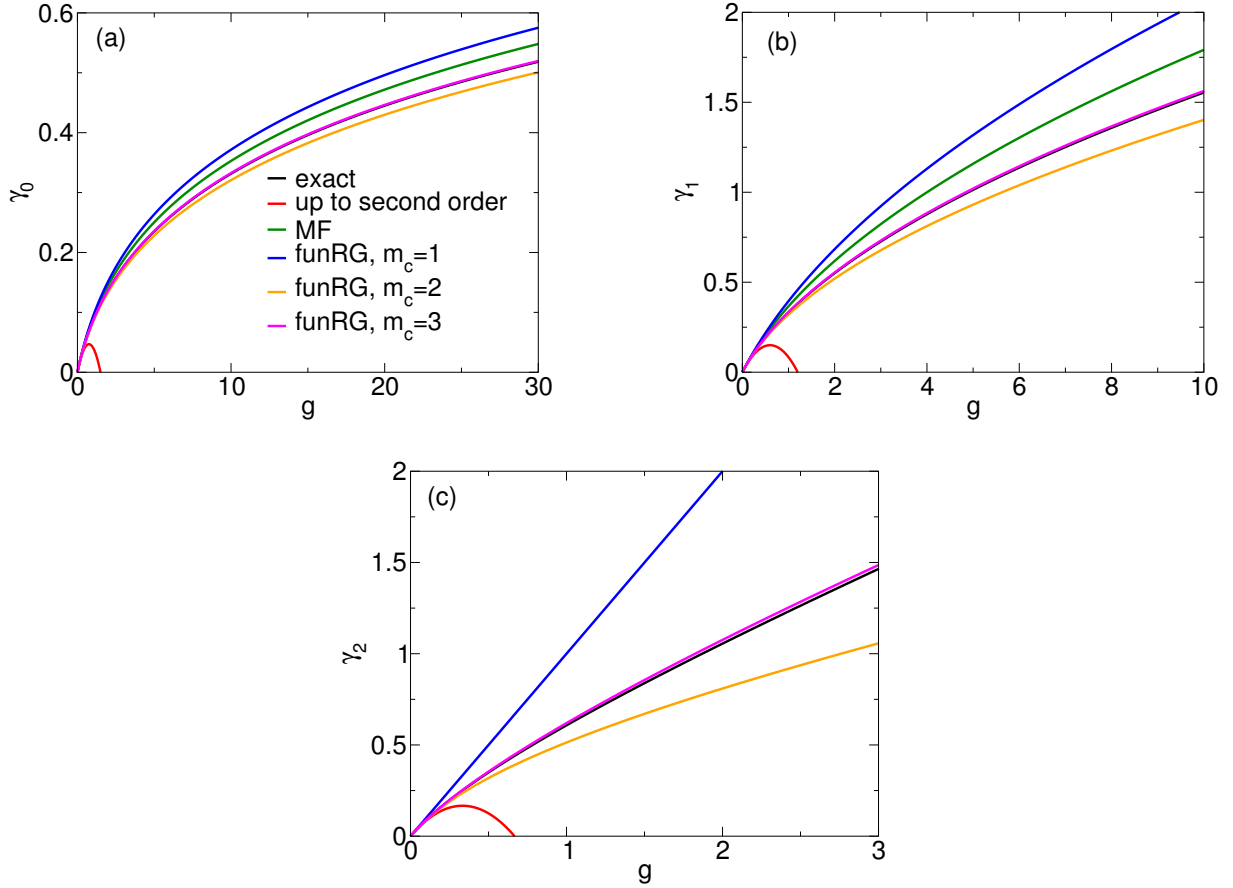 (a)
0.6
0.4
0.2
0
γ0
0
10
20
30
g
exact
up to second order
MF
funRG, mc=1
funRG, mc=2
funRG, mc=3
(b)
2
1.5
1
0.5
0
γ1
0
2
4
6
8
10
g
(c)
2
1.5
1
0.5
0
γ2
0
1
2
3
g